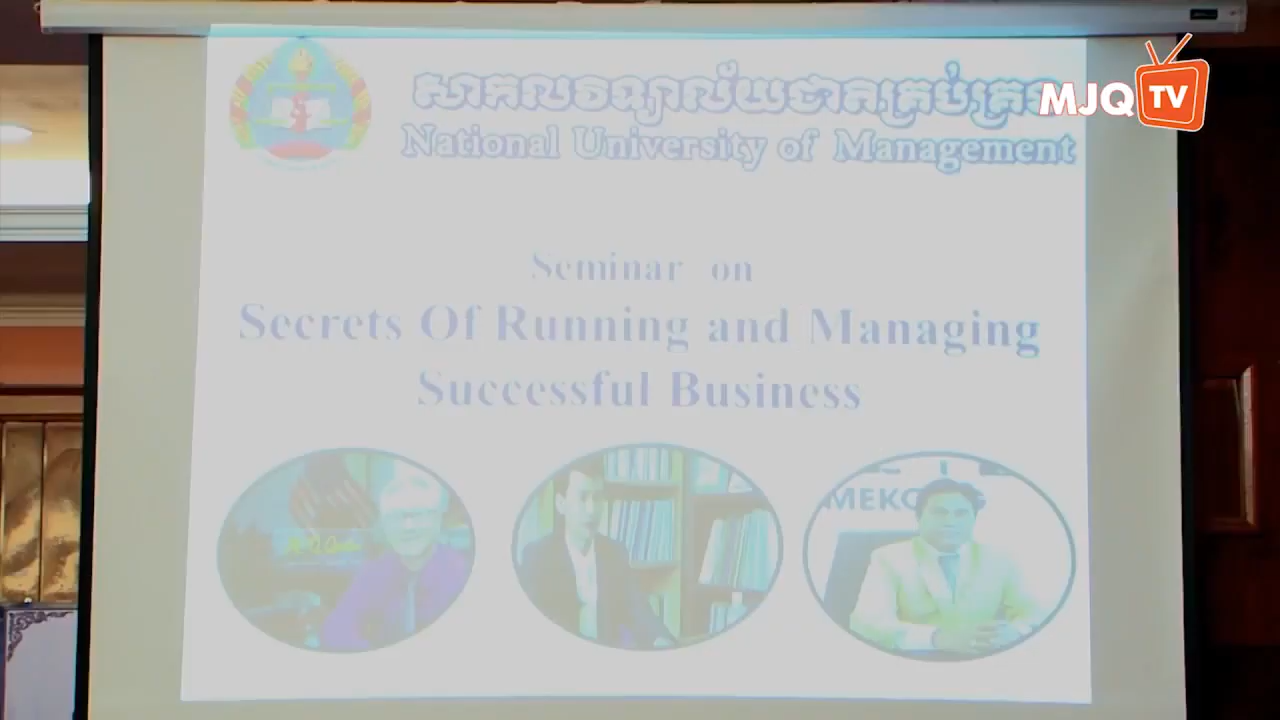 សាកលវិទ្យាល័យជាតិគ្រប់គ្រង
National University of Management
MJQ TV
Seminar on
Secrets Of Running and Managing
Successful Business